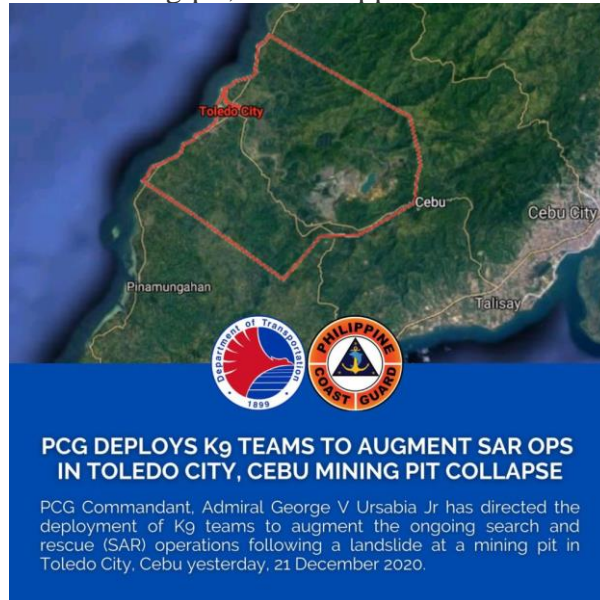 Toledo City
Cebu
Cebu City
Talisay
Pinamungahan
Department of Transportation
1899
PHILIPPINE
COAST GUARD
PCG DEPLOYS K9 TEAMS TO AUGMENT SAR OPS
IN TOLEDO CITY, CEBU MINING PIT COLLAPSE
PCG Commandant, Admiral George V Ursabia Jr has directed the
deployment of K9 teams to augment the ongoing search and
rescue (SAR) operations following a landslide at a mining pit in
Toledo City, Cebu yesterday, 21 December 2020.